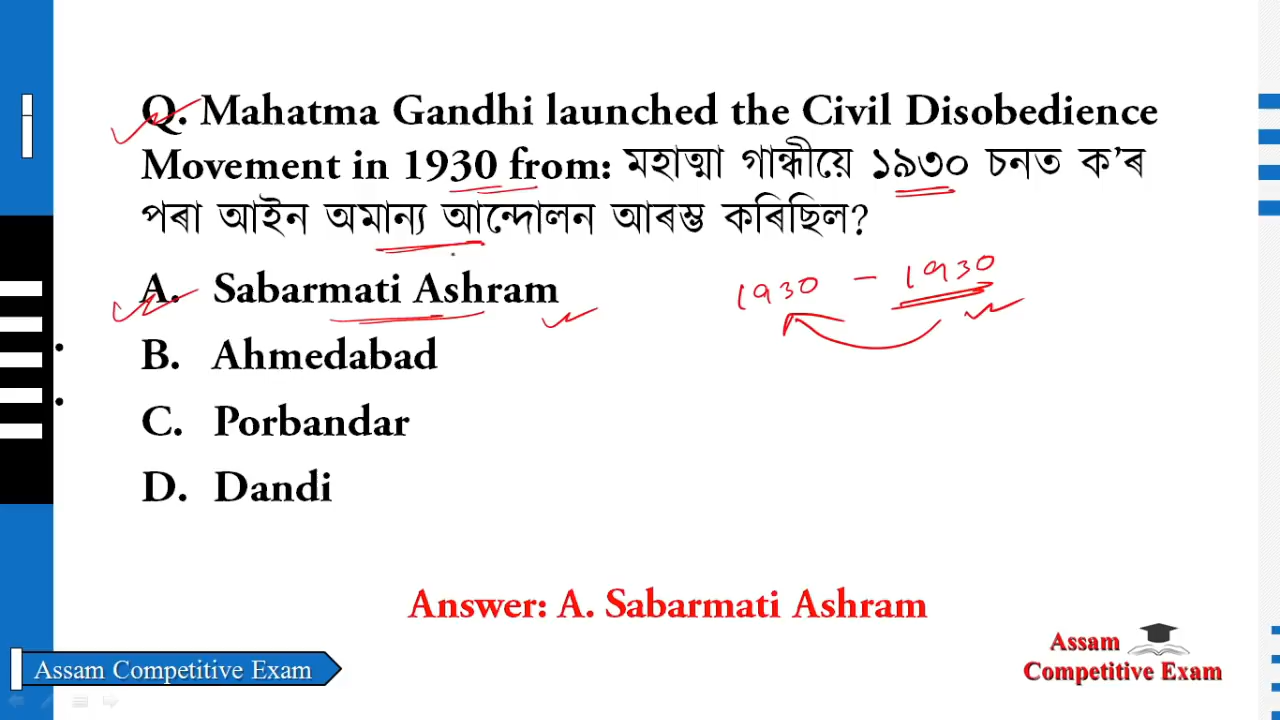 Q. Mahatma Gandhi launched the Civil Disobedience
Movement in 1930 from: মহাত্মা গান্ধীয়ে ১৯৩০ চনত ক'ৰ
পৰা আইন অমান্য আন্দোলন আৰম্ভ কৰিছিল?
A. Sabarmati Ashram
1930 - 1930
B. Ahmedabad
C. Porbandar
D. Dandi
Answer: A. Sabarmati Ashram
Assam Competitive Exam
Assam
Competitive Exam